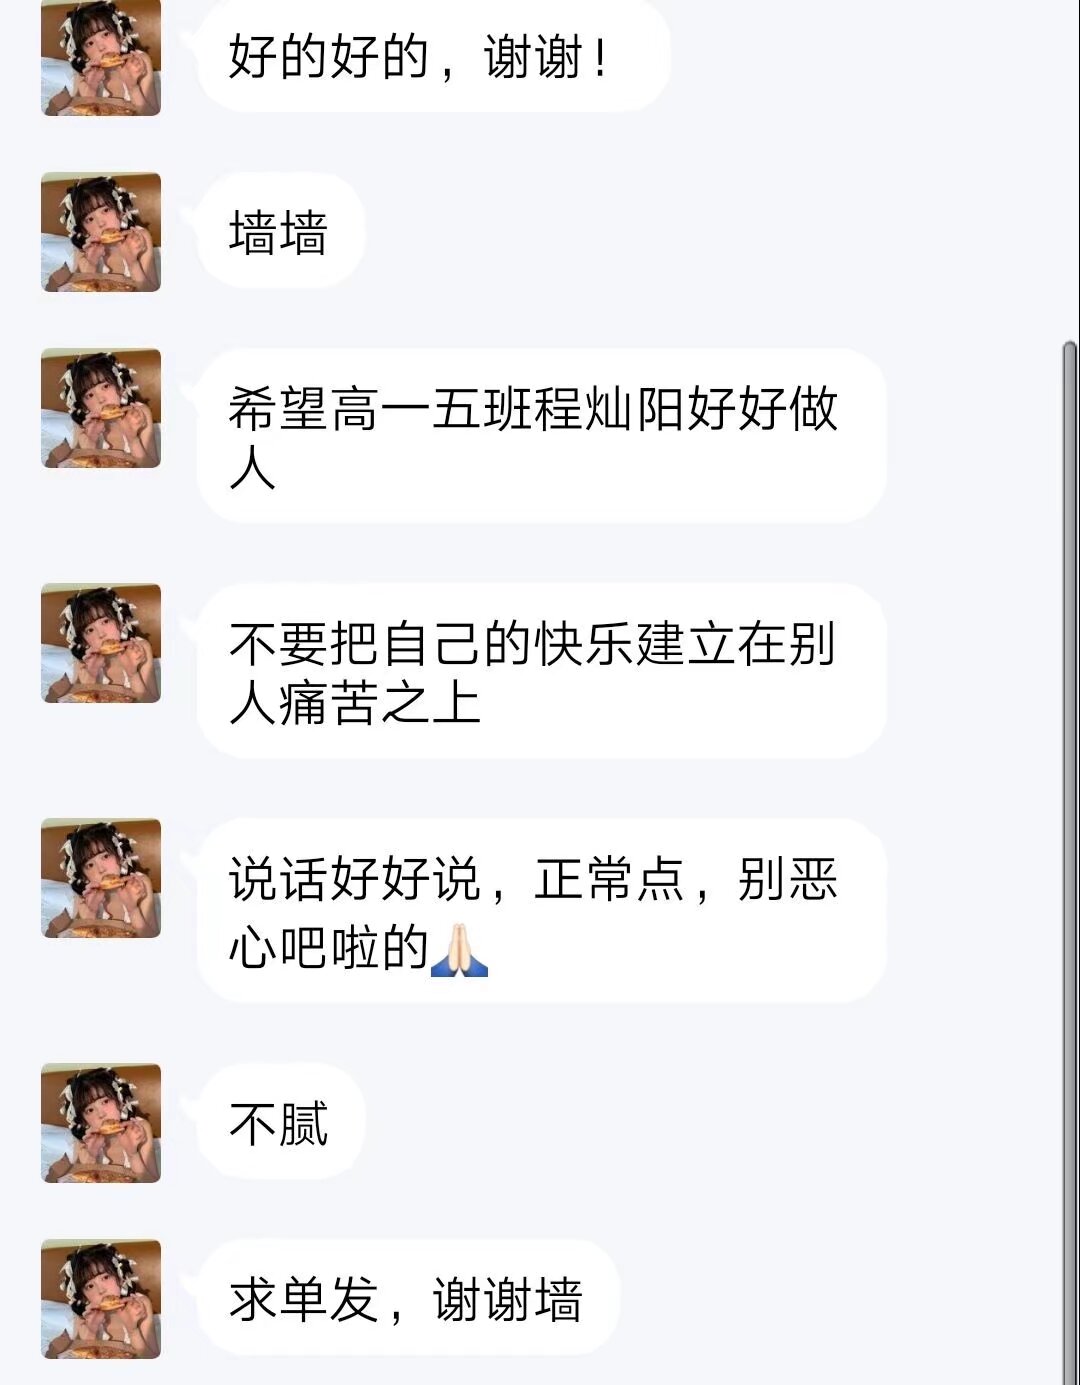 好的好的，谢谢！
墙墙
希望高一五班程灿阳好好做
人
不要把自己的快乐建立在别
人痛苦之上
说话好好说，正常点，别恶
心吧啦的🙏
不腻
求单发，谢谢墙